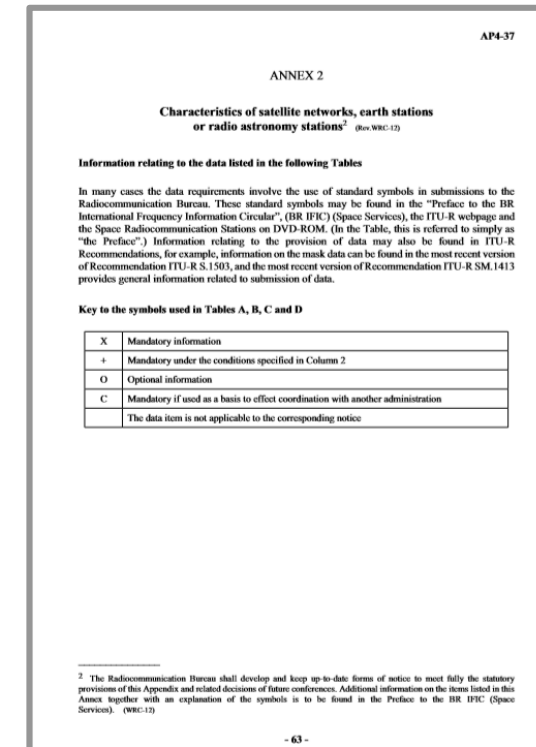 AP4-37
ANNEX 2
Characteristics of satellite networks, earth stations
or radio astronomy stations² (Rev.WRC-12)
Information relating to the data listed in the following Tables
In many cases the data requirements involve the use of standard symbols in submissions to the
Radiocommunication Bureau. These standard symbols may be found in the “Preface to the BR
International Frequency Information Circular”, (BR IFIC) (Space Services), the ITU-R webpage and
the Space Radiocommunication Stations on DVD-ROM. (In the Table, this is referred to simply as
“the Preface”.) Information relating to the provision of data may also be found in ITU-R
Recommendations, for example, information on the mask data can be found in the most recent version
of Recommendation ITU-R S.1503, and the most recent version of Recommendation ITU-R SM.1413
provides general information related to submission of data.
Key to the symbols used in Tables A, B, C and D
X Mandatory information
+ Mandatory under the conditions specified in Column 2
O Optional information
C Mandatory if used as a basis to effect coordination with another administration
The data item is not applicable to the corresponding notice
² The Radiocommunication Bureau shall develop and keep up-to-date forms of notice to meet fully the statutory
provisions of this Appendix and related decisions of future conferences. Additional information on the items listed in this
Annex together with an explanation of the symbols is to be found in the Preface to the BR IFIC (Space
Services). (WRC-12)
- 63 -